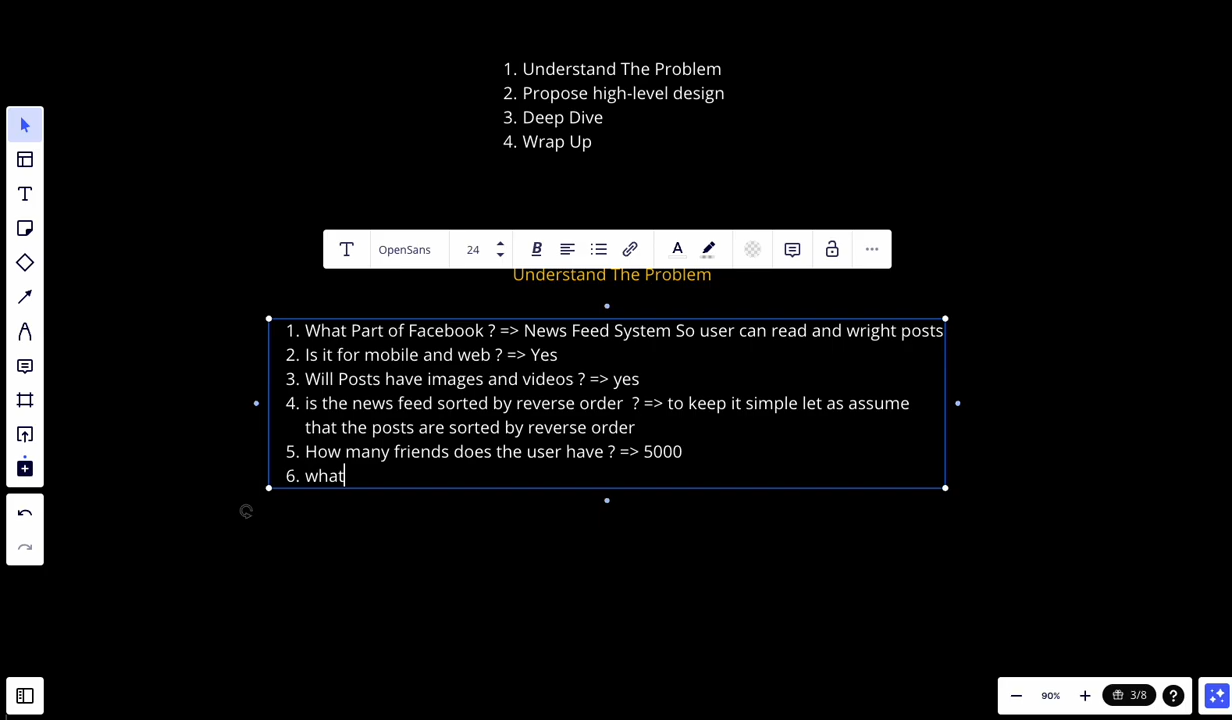 1. Understand The Problem
2. Propose high-level design
3. Deep Dive
4. Wrap Up
OpenSans
24
B
A
Understand The Problem
1. What Part of Facebook ? => News Feed System So user can read and wright posts
2. Is it for mobile and web ? => Yes
3. Will Posts have images and videos ? => yes
4. is the news feed sorted by reverse order  ? => to keep it simple let as assume
that the posts are sorted by reverse order
5. How many friends does the user have ? => 5000
6. what
90%
3/8